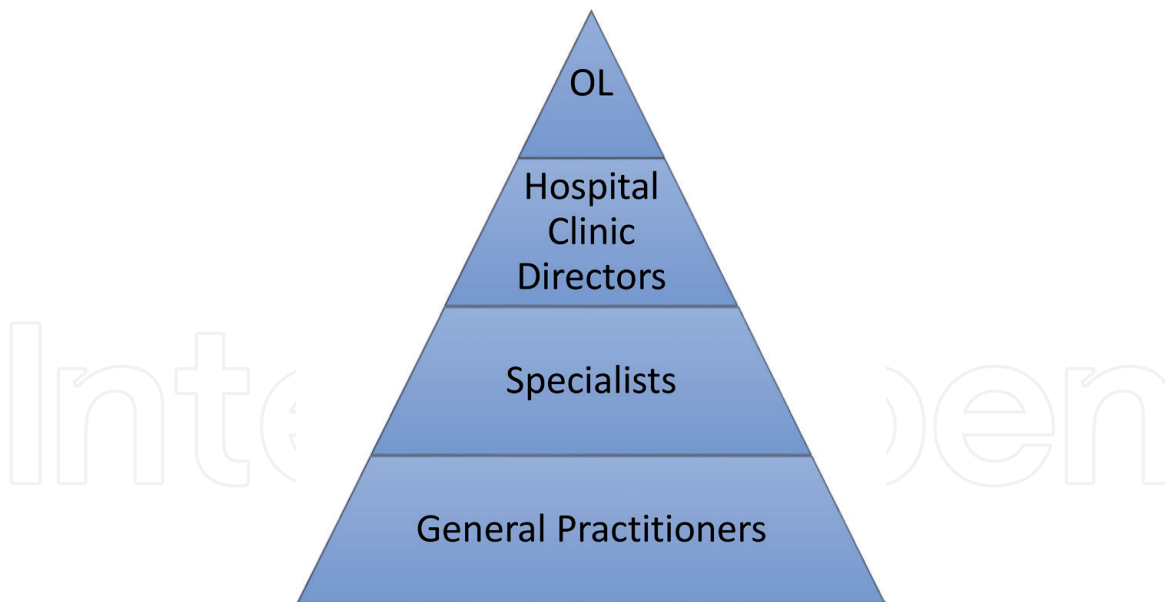 OL
Hospital
Clinic
Directors
Specialists
General Practitioners